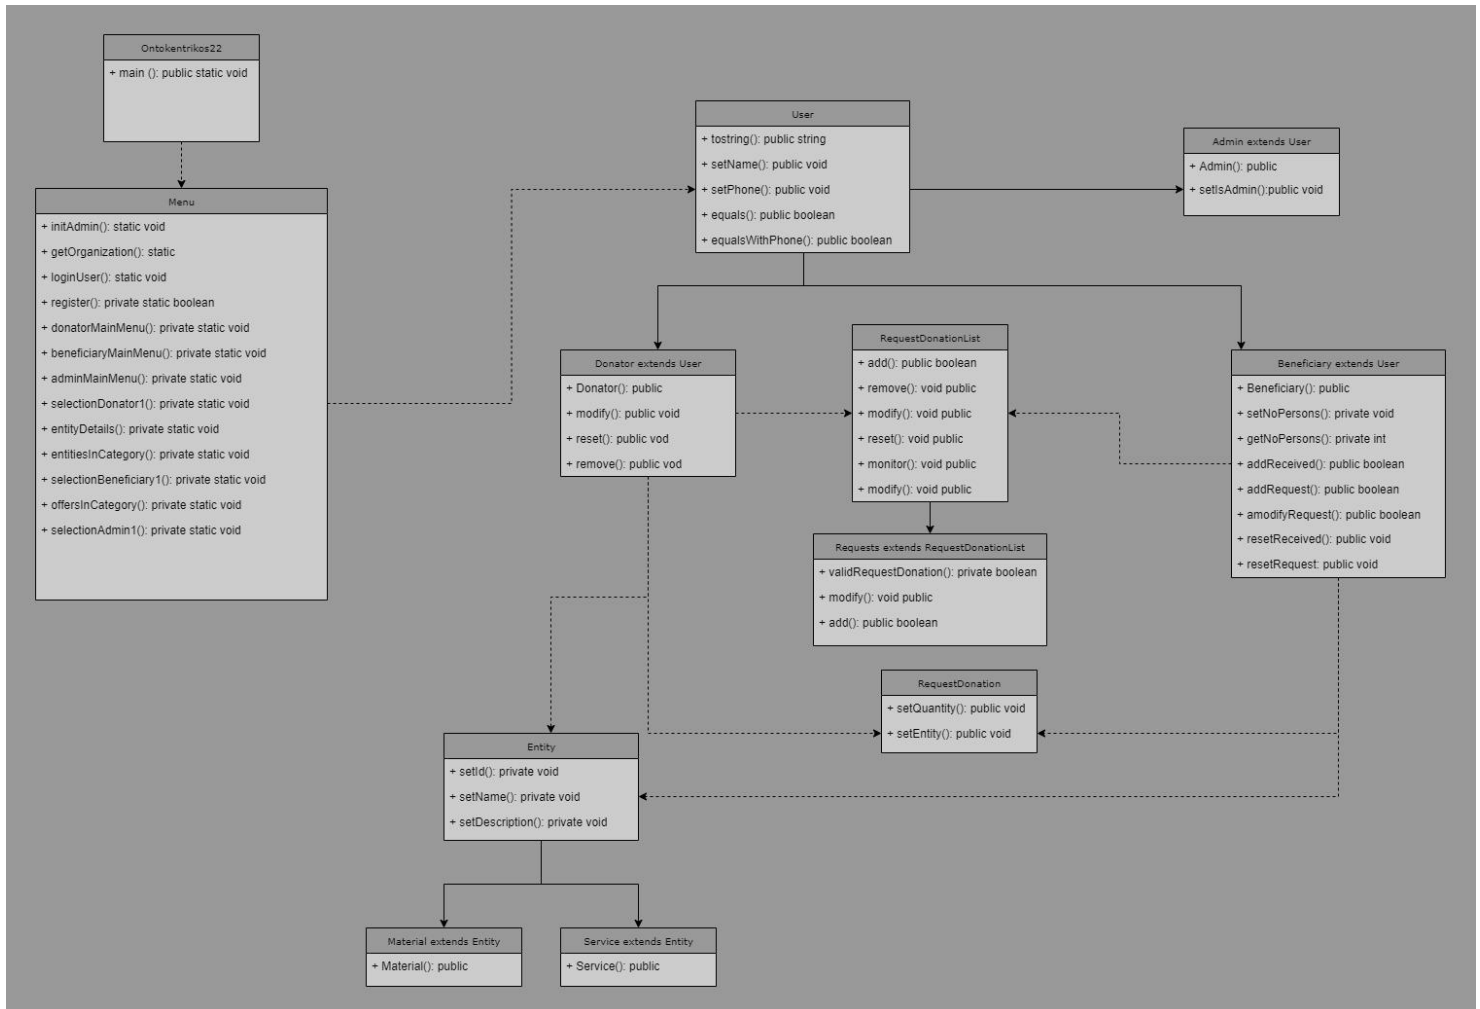 Ontokentrikos22
+ main (): public static void
Menu
+ initAdmin(): static void
+ getOrganization(): static
+ loginUser(): static void
+ register(): private static boolean
+ donatorMainMenu(): private static void
+ beneficiaryMainMenu(): private static void
+ adminMainMenu(): private static void
+ selectionDonator1(): private static void
+ entityDetails(): private static void
+ entitiesInCategory(): private static void
+ selectionBeneficiary1(): private static void
+ offersInCategory(): private static void
+ selectionAdmin1(): private static void
User
+ tostring(): public string
+ setName(): public void
+ setPhone(): public void
+ equals(): public boolean
+ equalsWithPhone(): public boolean
Admin extends User
+ Admin(): public
+ setIsAdmin():public void
Donator extends User
+ Donator(): public
+ modify(): public void
+ reset(): public vod
+ remove(): public vod
RequestDonationList
+ add(): public boolean
+ remove(): void public
+ modify(): void public
+ reset(): void public
+ monitor(): void public
+ modify(): void public
Beneficiary extends User
+ Beneficiary(): public
+ setNoPersons(): private void
+ getNoPersons(): private int
+ addReceived(): public boolean
+ addRequest(): public boolean
+ amodifyRequest(): public boolean
+ resetReceived(): public void
+ resetRequest: public void
Requests extends RequestDonationList
+ validRequestDonation(): private boolean
+ modify(): void public
+ add(): public boolean
RequestDonation
+ setQuantity(): public void
+ setEntity(): public void
Entity
+ setId(): private void
+ setName(): private void
+ setDescription(): private void
Material extends Entity
+ Material(): public
Service extends Entity
+ Service(): public